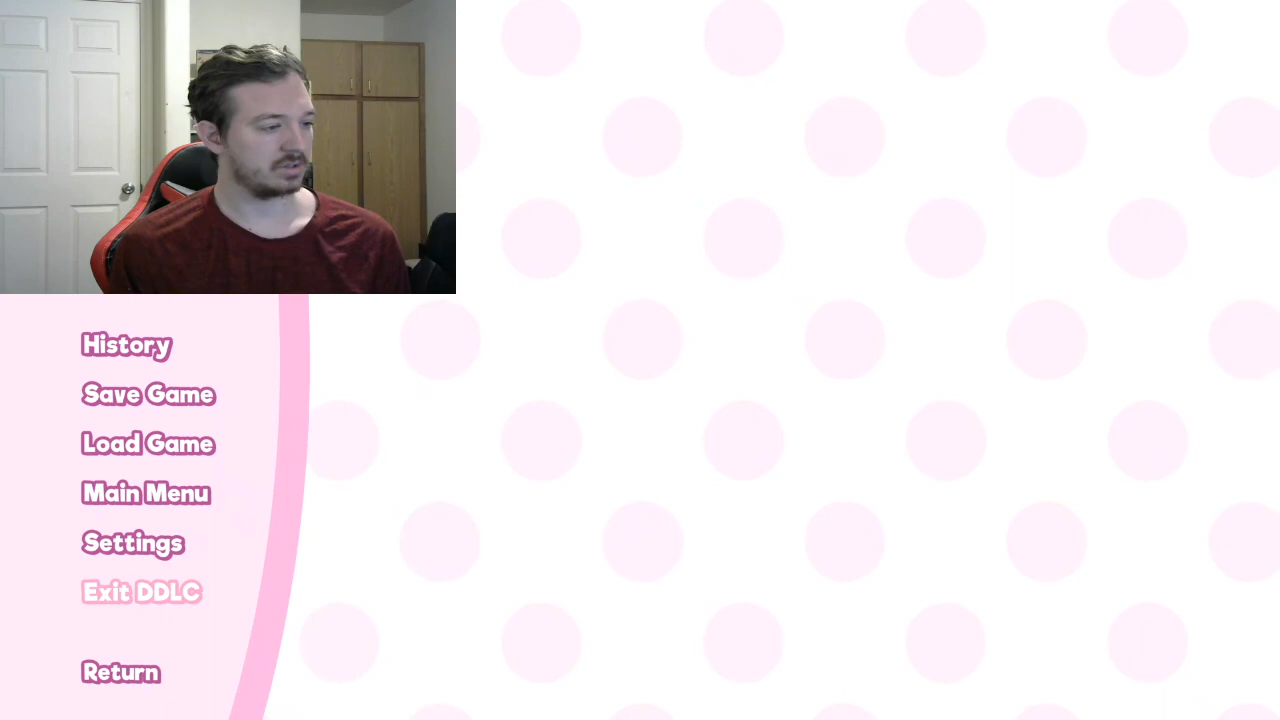 History
Save Game
Load Game
Main Menu
Settings
Exit DDLC
Return